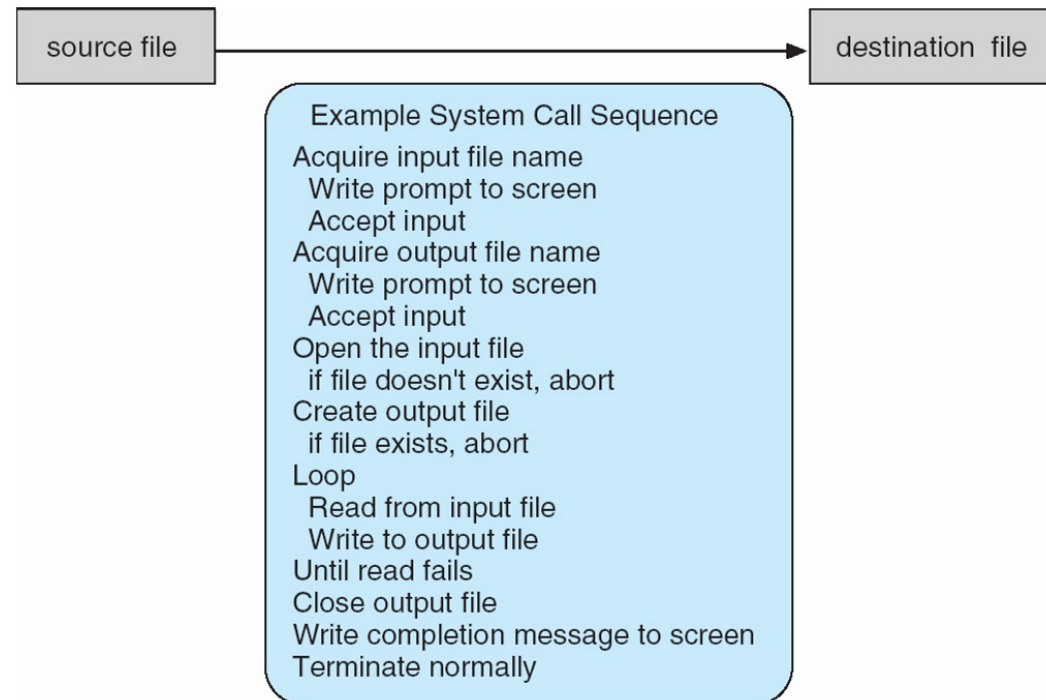 source file
destination file
Example System Call Sequence
Acquire input file name
Write prompt to screen
Accept input
Acquire output file name
Write prompt to screen
Accept input
Open the input file
if file doesn't exist, abort
Create output file
if file exists, abort
Loop
Read from input file
Write to output file
Until read fails
Close output file
Write completion message to screen
Terminate normally